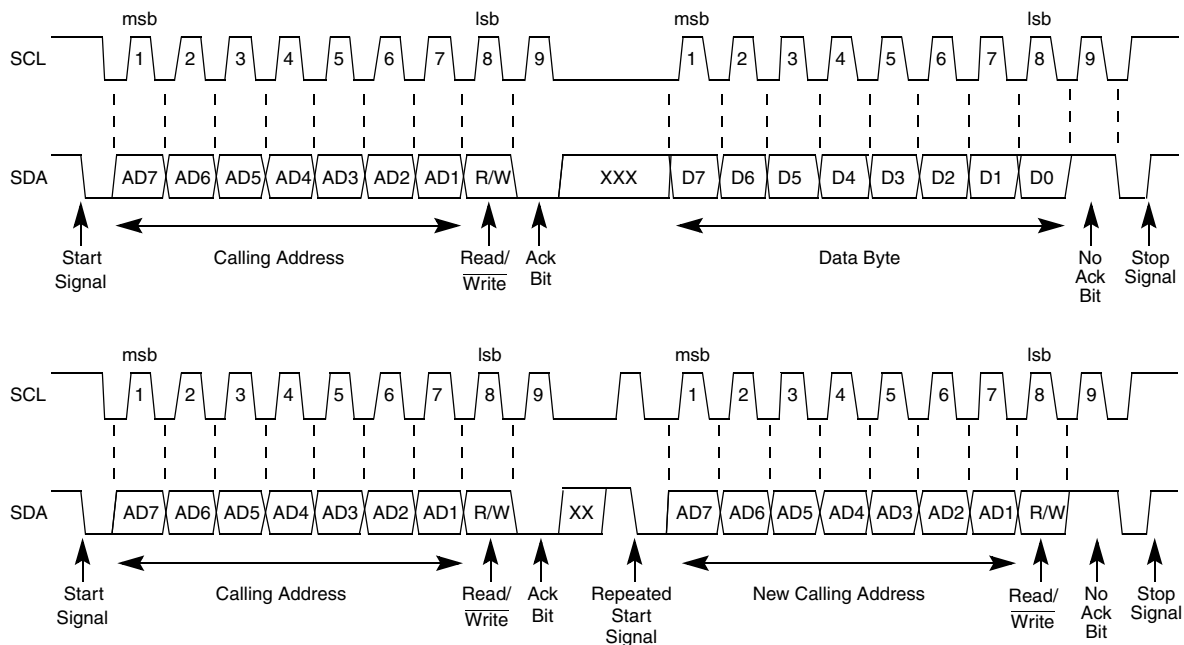 msb lsb msb lsb
SCL 1 2 3 4 5 6 7 8 9 1 2 3 4 5 6 7 8 9
SDA AD7 AD6 AD5 AD4 AD3 AD2 AD1 R/W XXX D7 D6 D5 D4 D3 D2 D1 D0
Start Signal
Calling Address
Read/Write
Ack Bit
Data Byte
No Ack Bit
Stop Signal
msb lsb msb lsb
SCL 1 2 3 4 5 6 7 8 9 1 2 3 4 5 6 7 8 9
SDA AD7 AD6 AD5 AD4 AD3 AD2 AD1 R/W XX AD7 AD6 AD5 AD4 AD3 AD2 AD1 R/W
Start Signal
Calling Address
Read/Write
Ack Bit
Repeated Start Signal
New Calling Address
Read/Write
No Ack Bit
Stop Signal